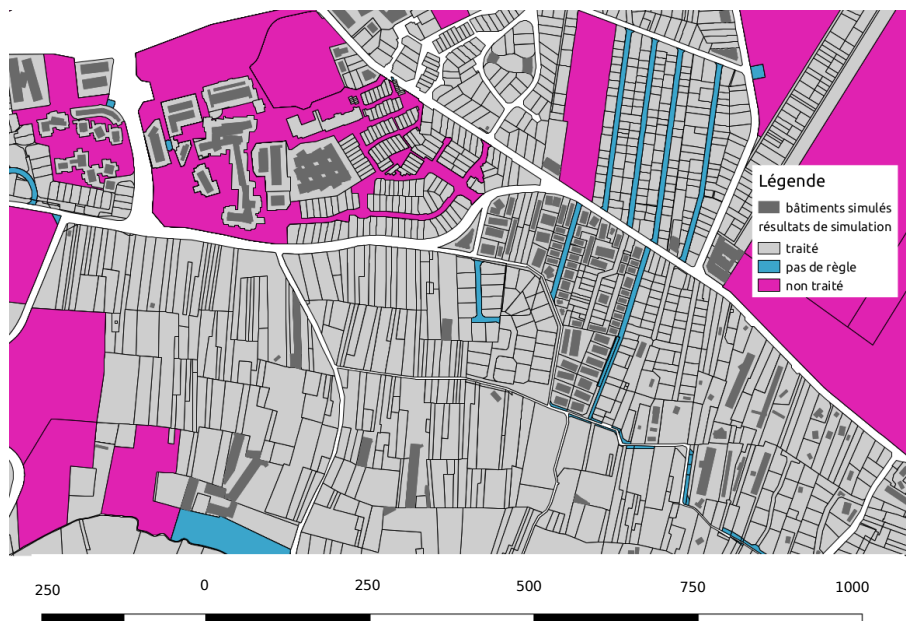 Légende
bâtiments simulés
résultats de simulation
traité
pas de règle
non traité
250 0 250 500 750 1000